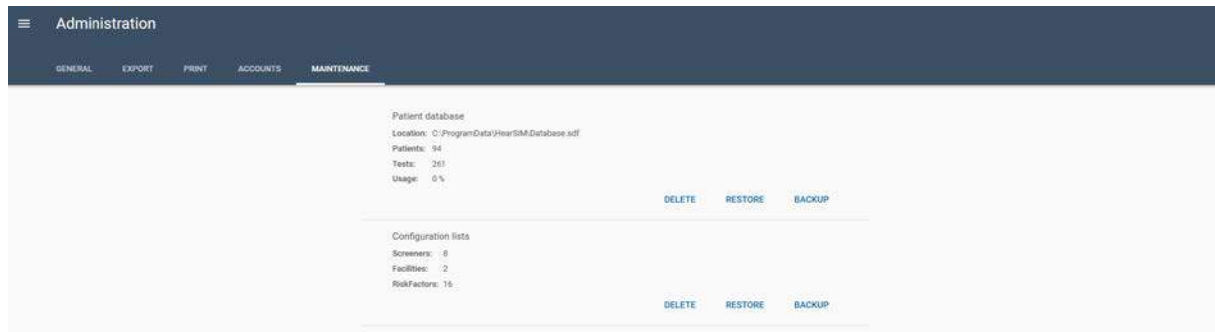 Administration
GENERAL EXPORT PRINT ACCOUNTS MAINTENANCE
Patient database
Location: C:\ProgramData\HearSIM\Database.sdf
Patients: 94
Tests: 261
Usage: 0 %
DELETE RESTORE BACKUP
Configuration lists
Screeners: 8
Facilities: 2
RiskFactors: 16
DELETE RESTORE BACKUP